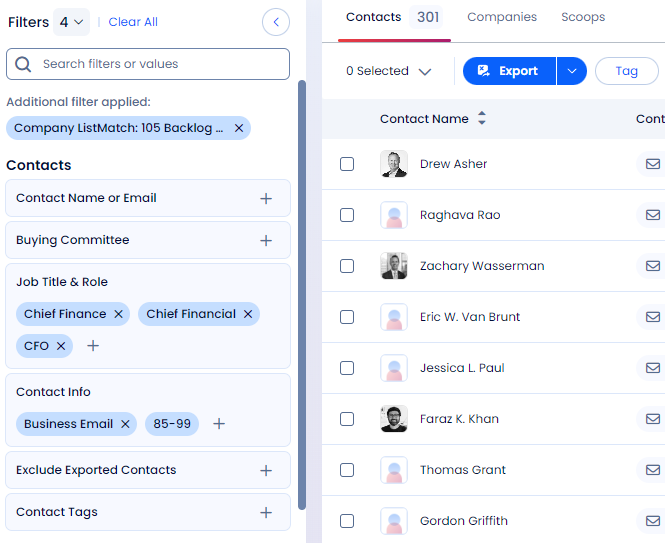 Filters 4 Clear All
Search filters or values
Additional filter applied:
Company ListMatch: 105 Backlog ...
Contacts
Contact Name or Email
Buying Committee
Job Title & Role
Chief Finance Chief Financial
CFO
Contact Info
Business Email 85-99
Exclude Exported Contacts
Contact Tags
Contacts 301 Companies Scoops
0 Selected Export Tag
Contact Name Cont
Drew Asher
Raghava Rao
Zachary Wasserman
Eric W. Van Brunt
Jessica L. Paul
Faraz K. Khan
Thomas Grant
Gordon Griffith